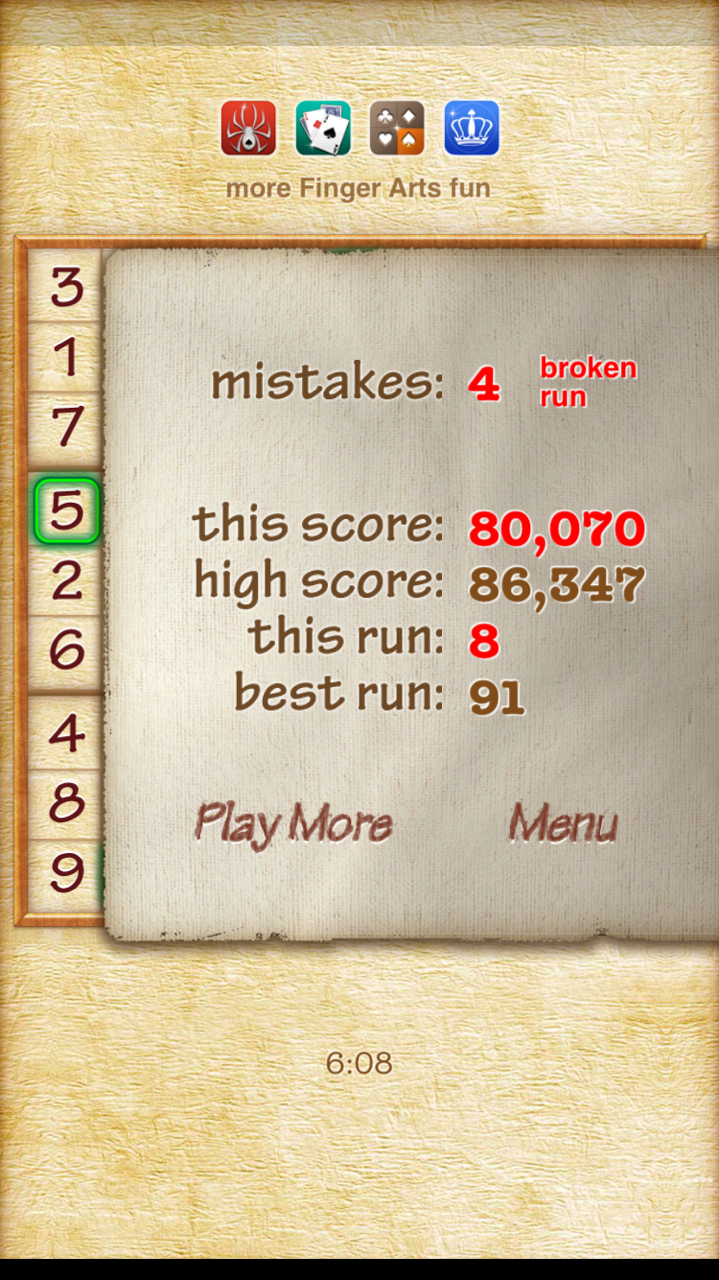 more Finger Arts fun
3
1
7
5
2
6
4
8
9
mistakes: 4 broken run
this score: 80,070
high score: 86,347
this run: 8
best run: 91
Play More Menu
6:08